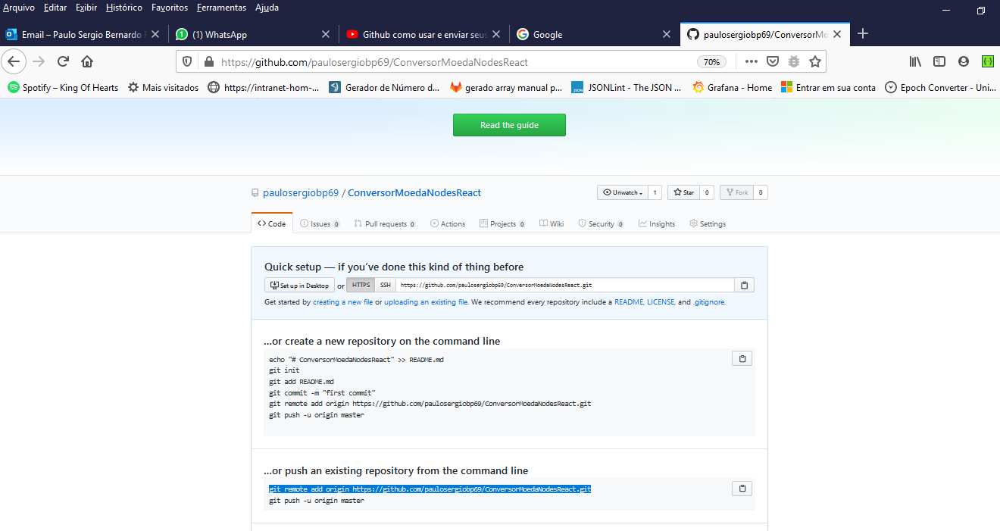 Arquivo Editar Exibir Histórico Favoritos Ferramentas Ajuda
Email – Paulo Sergio Bernardo
(1) WhatsApp
Github como usar e enviar seus
Google
paulosergiobp69/ConversorMo
https://github.com/paulosergiobp69/ConversorMoedaNodesReact
70%
Spotify – King Of Hearts
Mais visitados
https://intranet-hom-...
Gerador de Número d...
gerado array manual p...
JSONLint - The JSON ...
Grafana - Home
Entrar em sua conta
Epoch Converter - Uni...
Read the guide
paulosergiobp69 / ConversorMoedaNodesReact
Unwatch 1
Star 0
Fork 0
Code
Issues 0
Pull requests 0
Actions
Projects 0
Wiki
Security 0
Insights
Settings
Quick setup — if you’ve done this kind of thing before
Set up in Desktop or HTTPS SSH https://github.com/paulosergiobp69/ConversorMoedaNodesReact.git
Get started by creating a new file or uploading an existing file. We recommend every repository include a README, LICENSE, and .gitignore.
…or create a new repository on the command line
echo "# ConversorMoedaNodesReact" >> README.md
git init
git add README.md
git commit -m "first commit"
git remote add origin https://github.com/paulosergiobp69/ConversorMoedaNodesReact.git
git push -u origin master
…or push an existing repository from the command line
git remote add origin https://github.com/paulosergiobp69/ConversorMoedaNodesReact.git
git push -u origin master